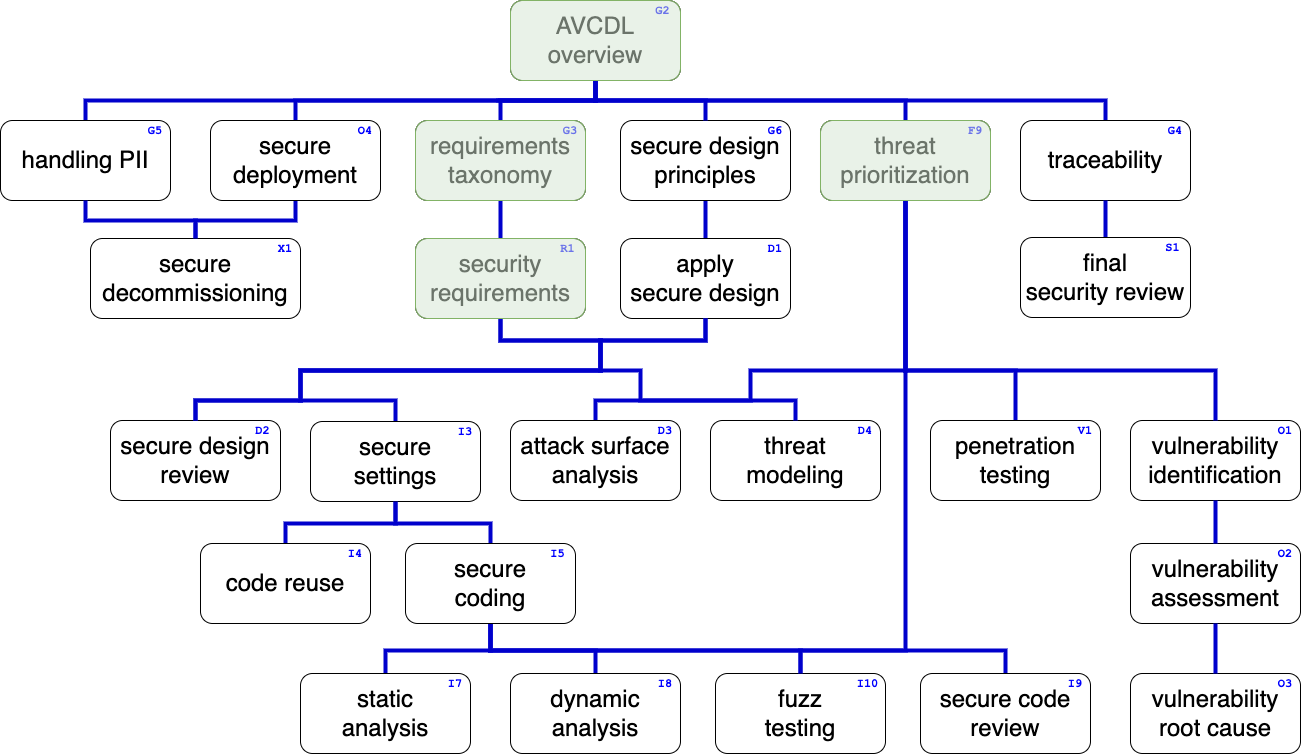 G2
AVCDL
overview
G5
handling PII
O4
secure
deployment
G3
requirements
taxonomy
G6
secure design
principles
F9
threat
prioritization
G4
traceability
X1
secure
decommissioning
R1
security
requirements
D1
apply
secure design
S1
final
security review
D2
secure design
review
I3
secure
settings
D3
attack surface
analysis
D4
threat
modeling
V1
penetration
testing
O1
vulnerability
identification
I4
code reuse
I5
secure
coding
O2
vulnerability
assessment
I7
static
analysis
I8
dynamic
analysis
I10
fuzz
testing
I9
secure code
review
O3
vulnerability
root cause